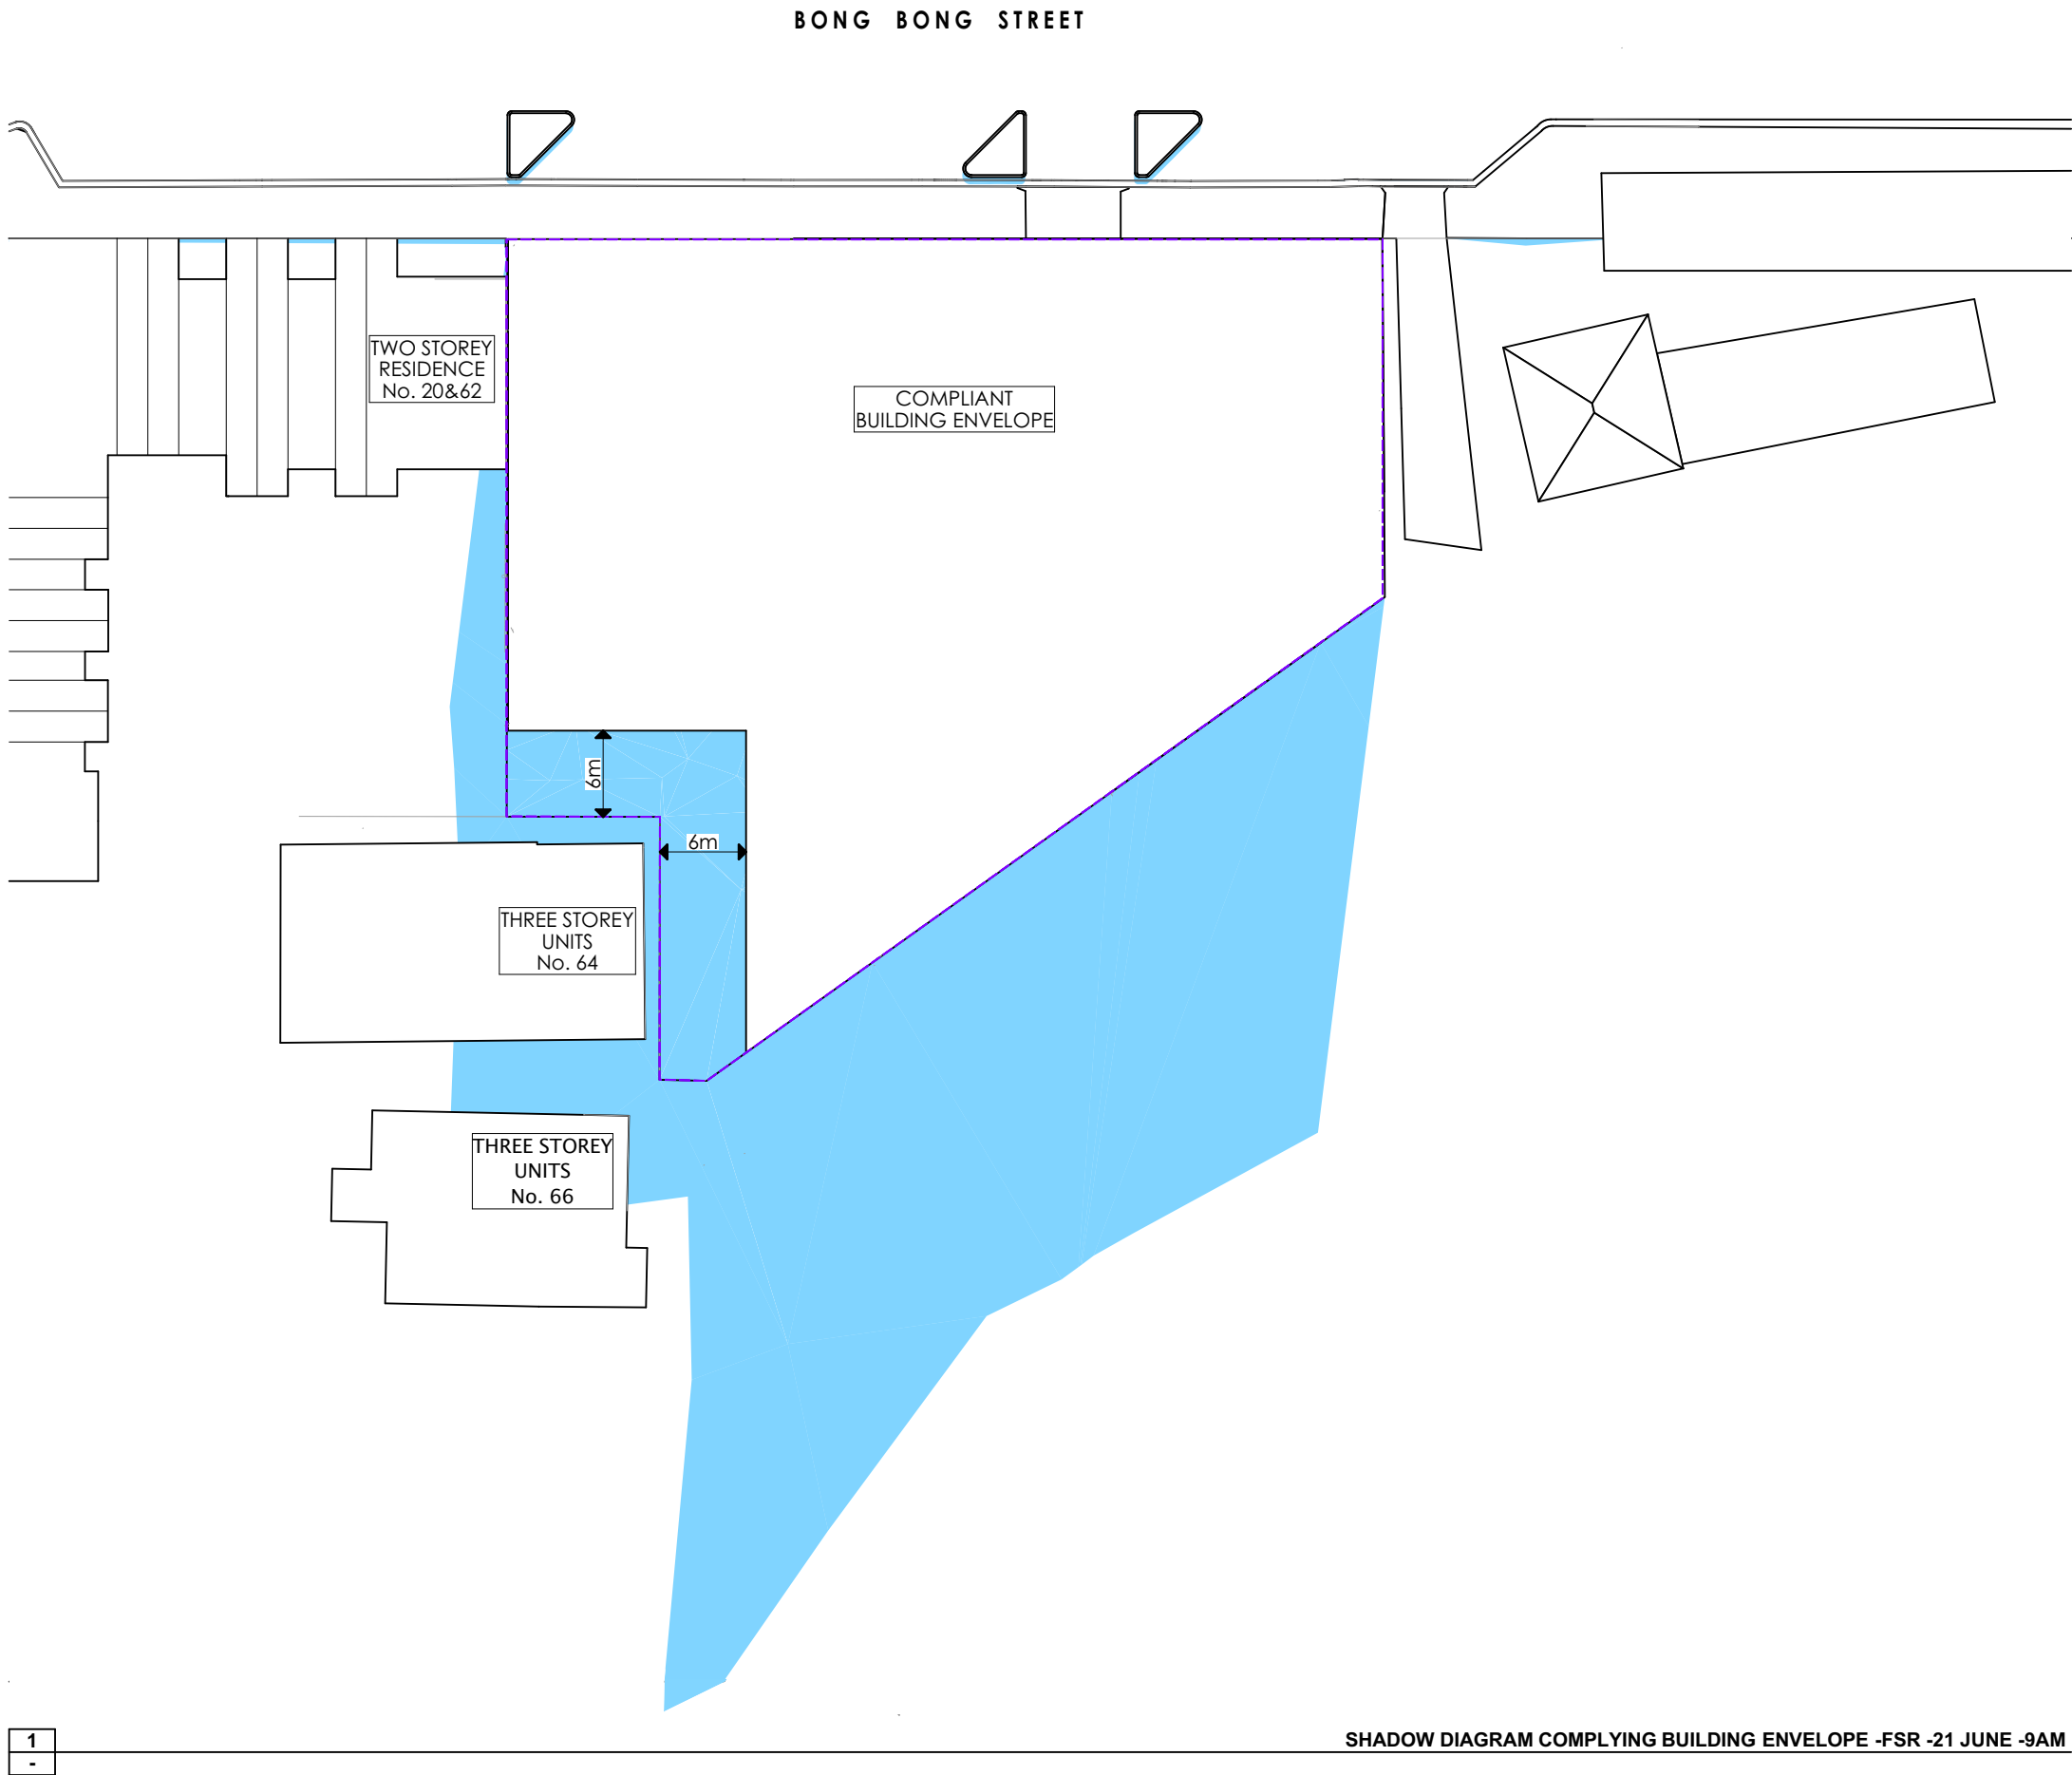 BONG BONG STREET
TWO STOREY
RESIDENCE
No. 20&62
COMPLIANT
BUILDING ENVELOPE
6m
6m
THREE STOREY
UNITS
No. 64
THREE STOREY
UNITS
No. 66
1
-
SHADOW DIAGRAM COMPLYING BUILDING ENVELOPE -FSR -21 JUNE -9AM